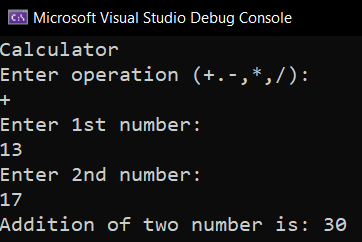 Microsoft Visual Studio Debug Console
Calculator
Enter operation (+.-,*,/):
+
Enter 1st number:
13
Enter 2nd number:
17
Addition of two number is: 30